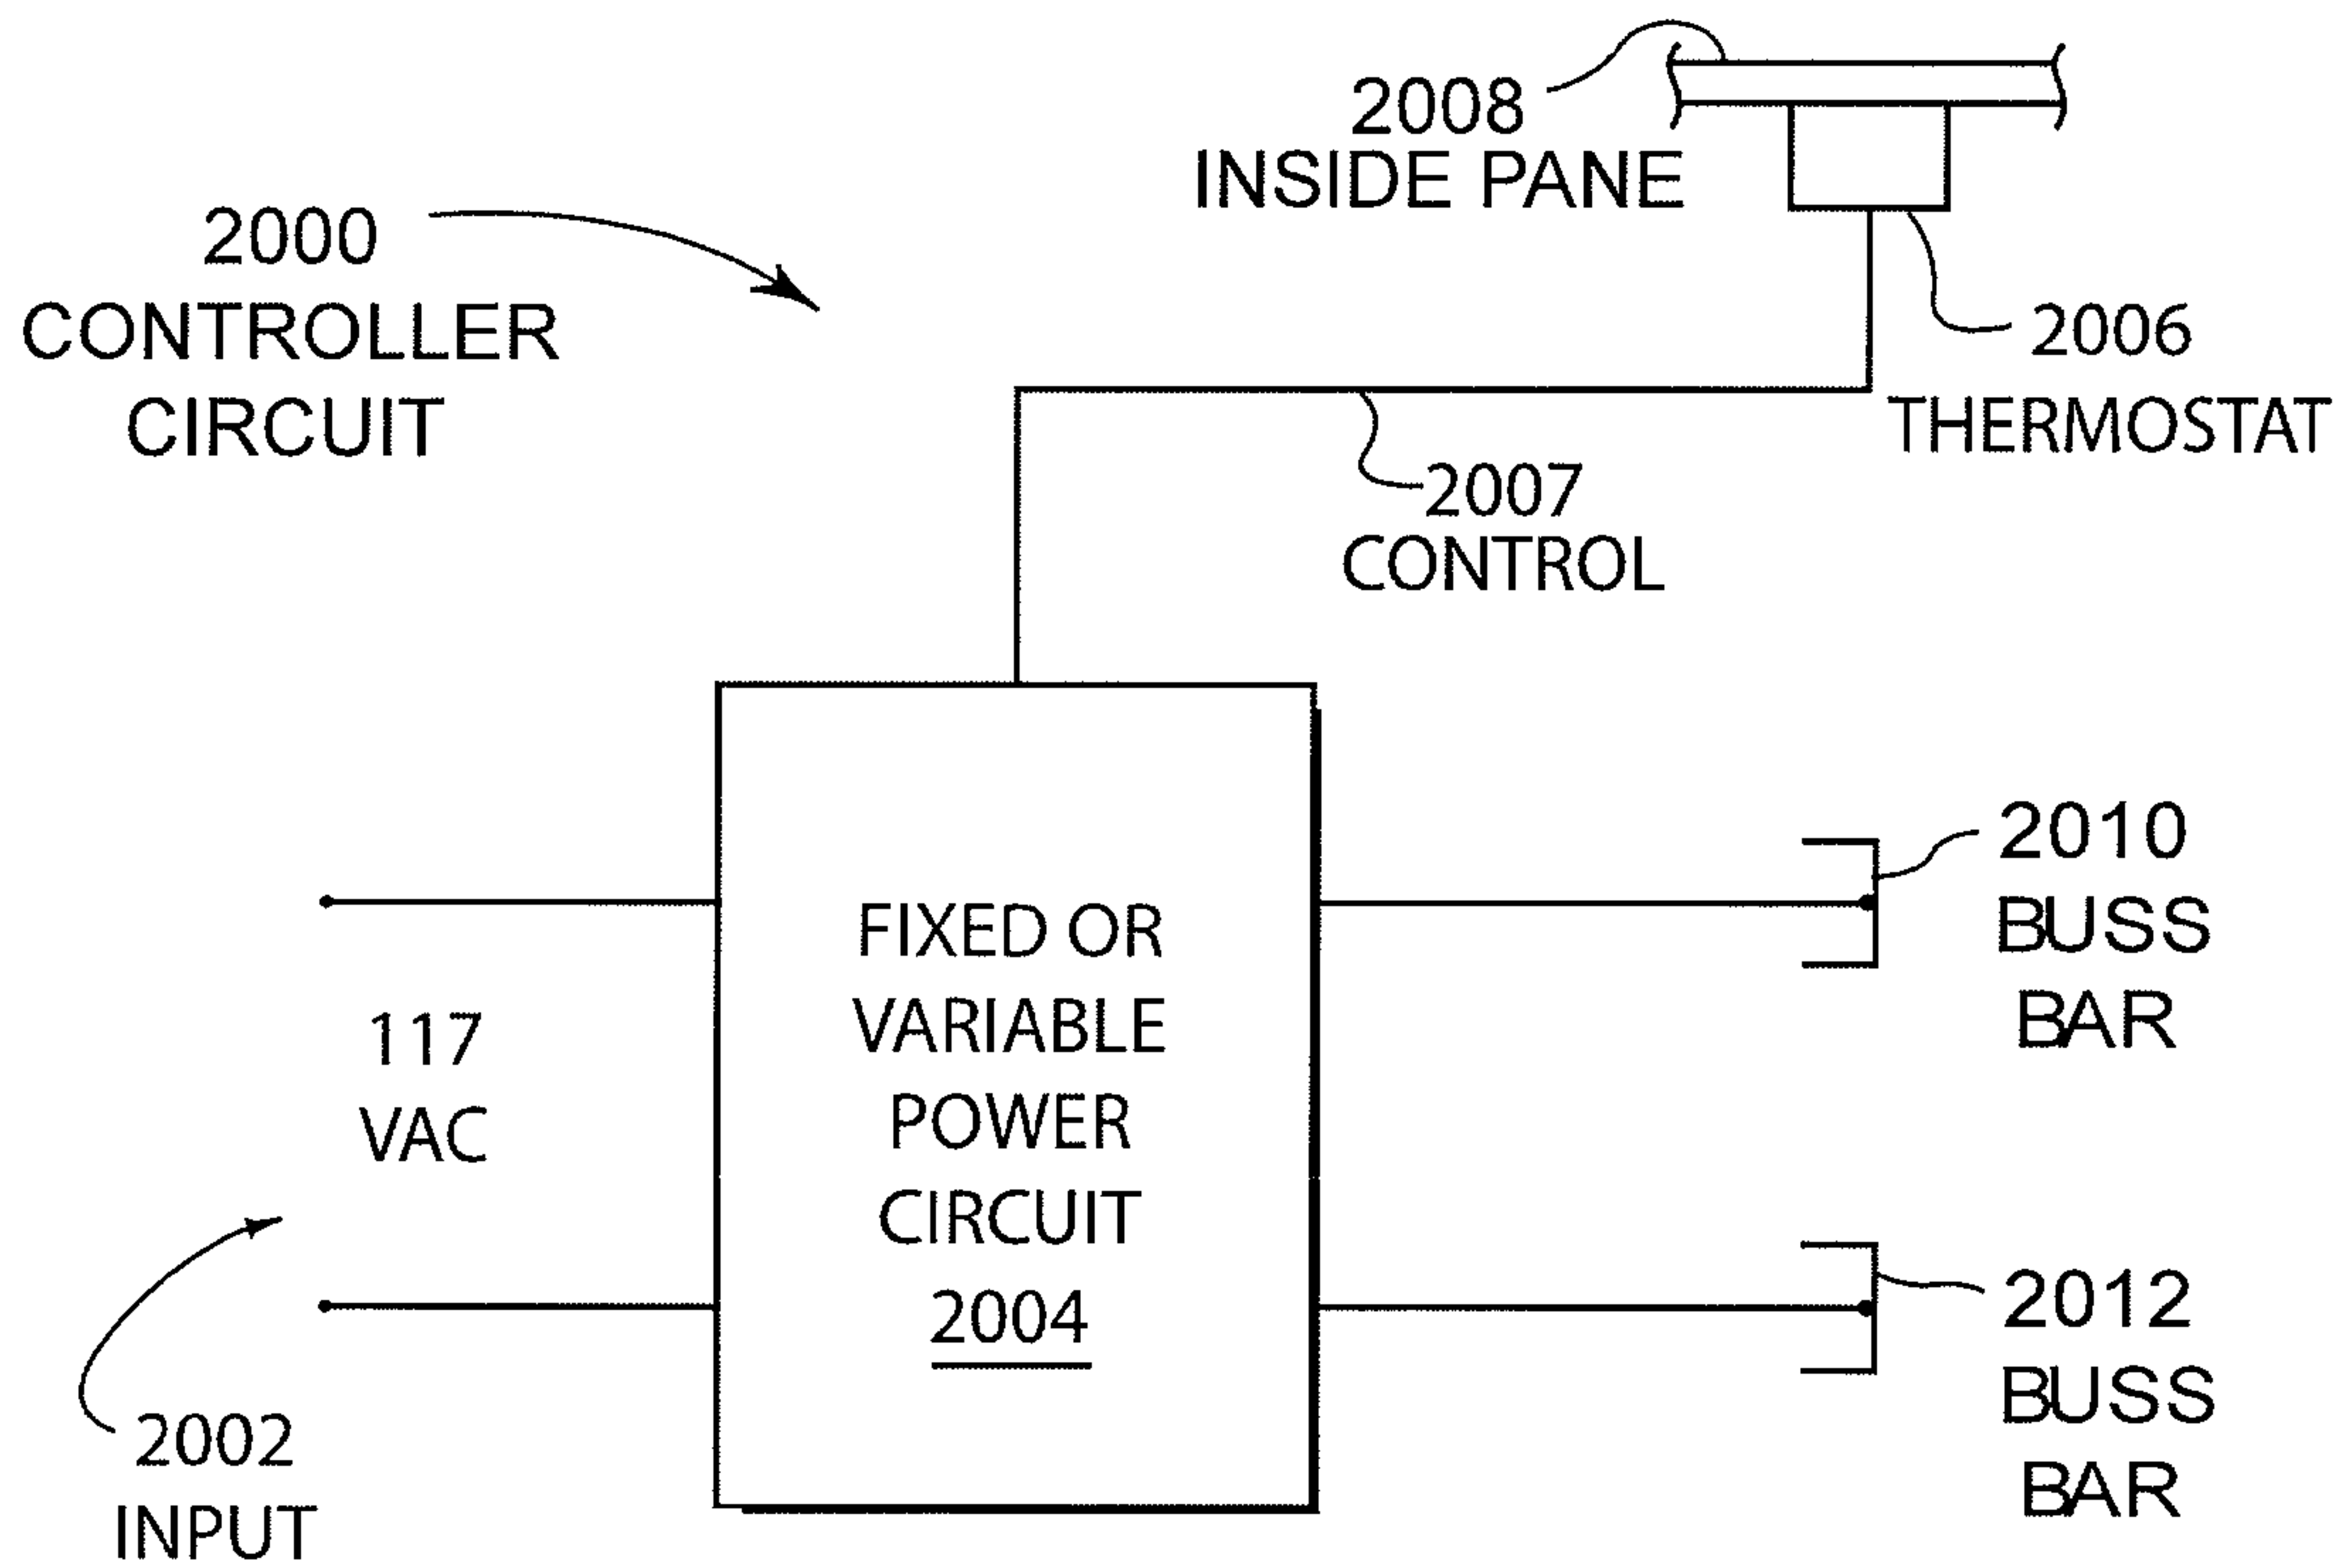 2008
INSIDE PANE
2000
CONTROLLER
CIRCUIT
2006
THERMOSTAT
2007
CONTROL
117
VAC
2002
INPUT
FIXED OR
VARIABLE
POWER
CIRCUIT
2004
2010
BUSS
BAR
2012
BUSS
BAR